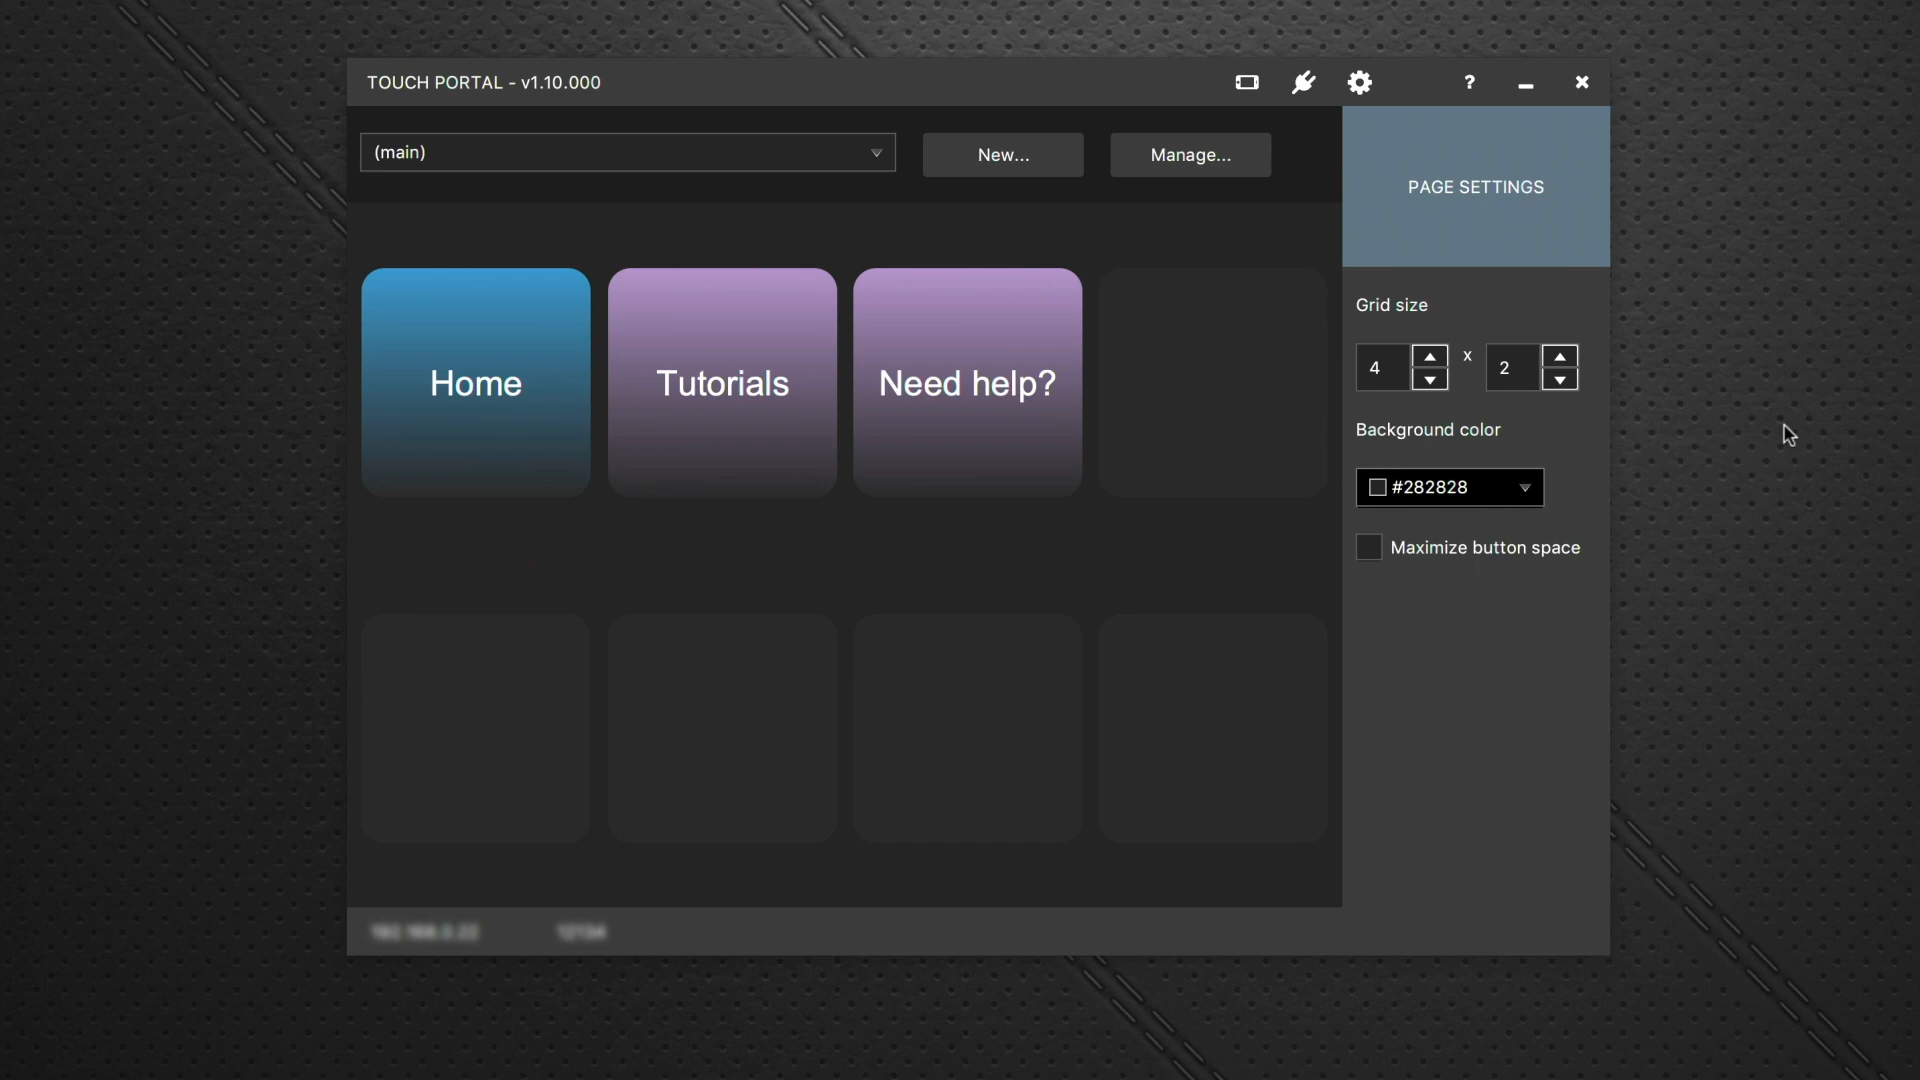 TOUCH PORTAL - v1.10.000
?
(main)
New...
Manage...
PAGE SETTINGS
Home
Tutorials
Need help?
Grid size
4 x 2
Background color
#282828
Maximize button space